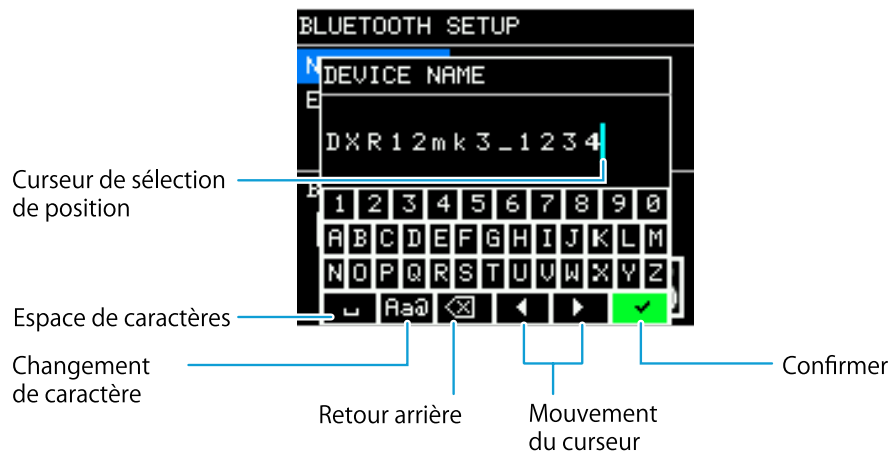 BLUETOOTH SETUP
N
DEVICE NAME
E
DXR12mk3_1234
Curseur de sélection
de position
B
1 2 3 4 5 6 7 8 9 0
A B C D E F G H I J K L M
N O P Q R S T U V W X Y Z
Aa@
Espace de caractères
Changement
de caractère
Retour arrière
Mouvement
du curseur
Confirmer